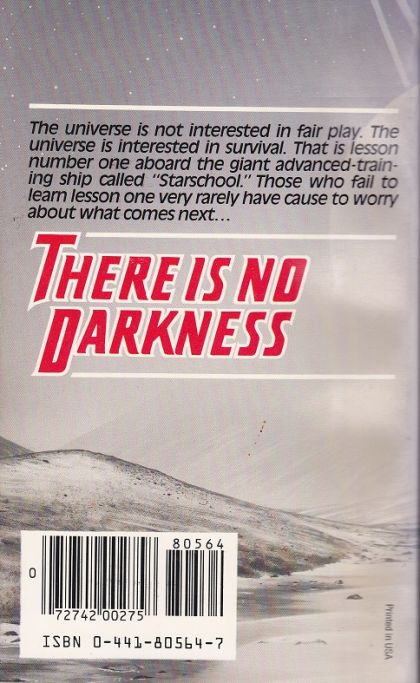 The universe is not interested in fair play. The
universe is interested in survival. That is lesson
number one aboard the giant advanced-train-
ing ship called "Starschool." Those who fail to
learn lesson one very rarely have cause to worry
about what comes next...
THERE IS NO
DARKNESS
80564
0
72742 00275
ISBN 0-441-80564-7
Printed in USA